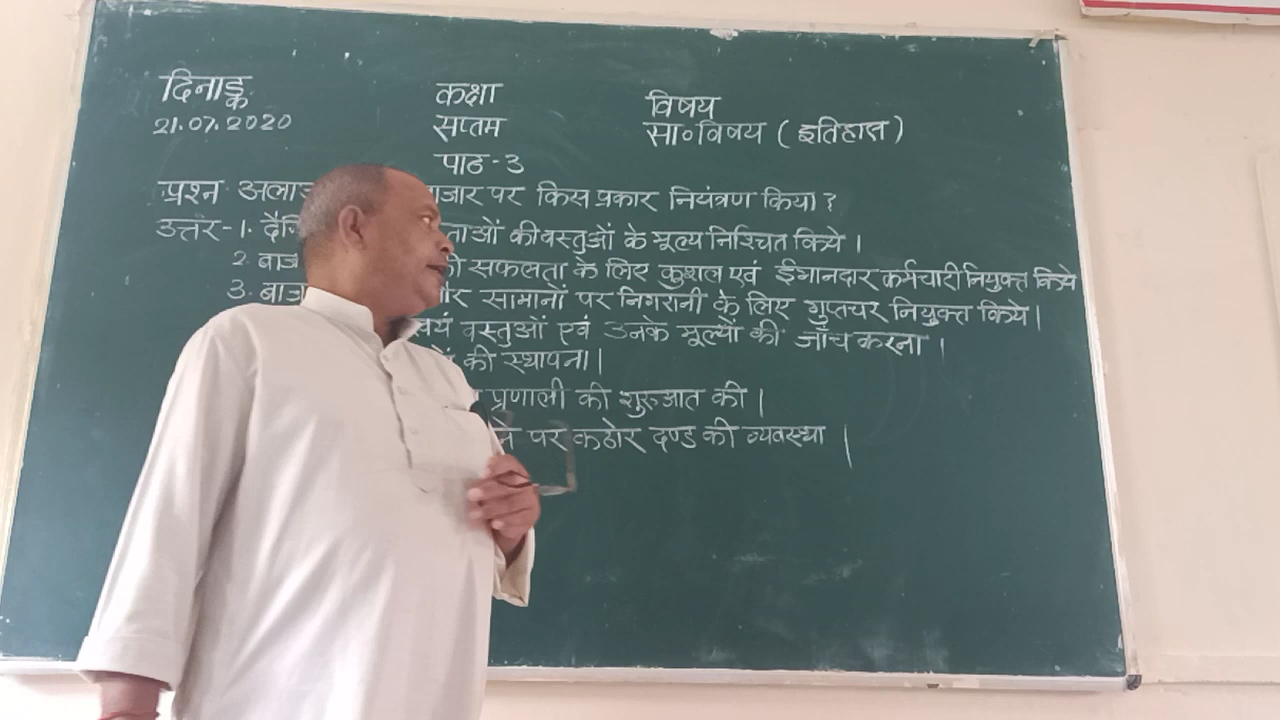 दिनाङ्क कक्षा विषय
21.07.2020 सप्तम सा०विषय (इतिहास)
पाठ-3
प्रश्न पर किस प्रकार नियंत्रण किया?
उत्तर-1. की वस्तुओं के मूल्य निश्चित किये।
2. की सफलता के लिए कुशल एवं ईमानदार कर्मचारी नियुक्त किये
3. और सामानों पर निगरानी के लिए गुप्तचर नियुक्त किये।
वस्तुओं एवं उनके मूल्यों की जाँच करना।
की स्थापना।
प्रणाली की शुरुआत की।
पर कठोर दण्ड की व्यवस्था।